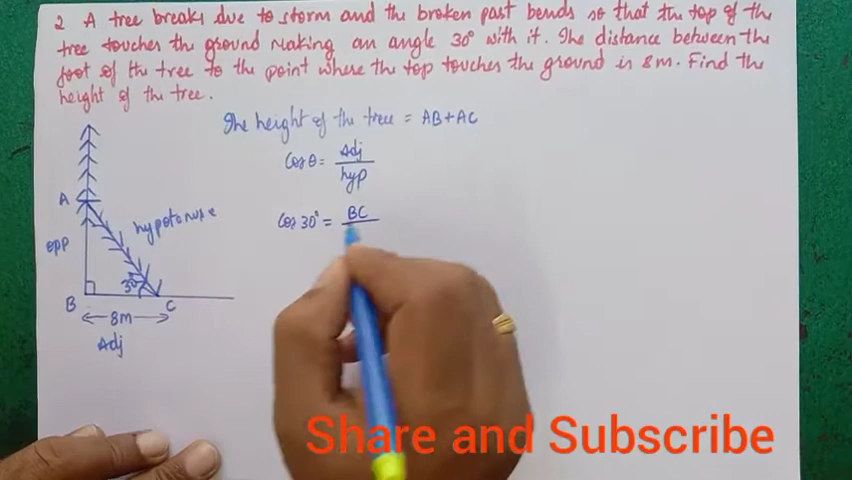 2 A tree breaks due to storm and the broken part bends so that the top of the
tree touches the ground making an angle 30° with it. The distance between the
foot of the tree to the point where the top touches the ground is 8m. Find the
height of the tree.
The height of the tree = AB+AC
Cos θ = Adj
hyp
A
hypotonuse
Cos 30° = BC
opp
30°
B
C
8m
Adj
Share and Subscribe